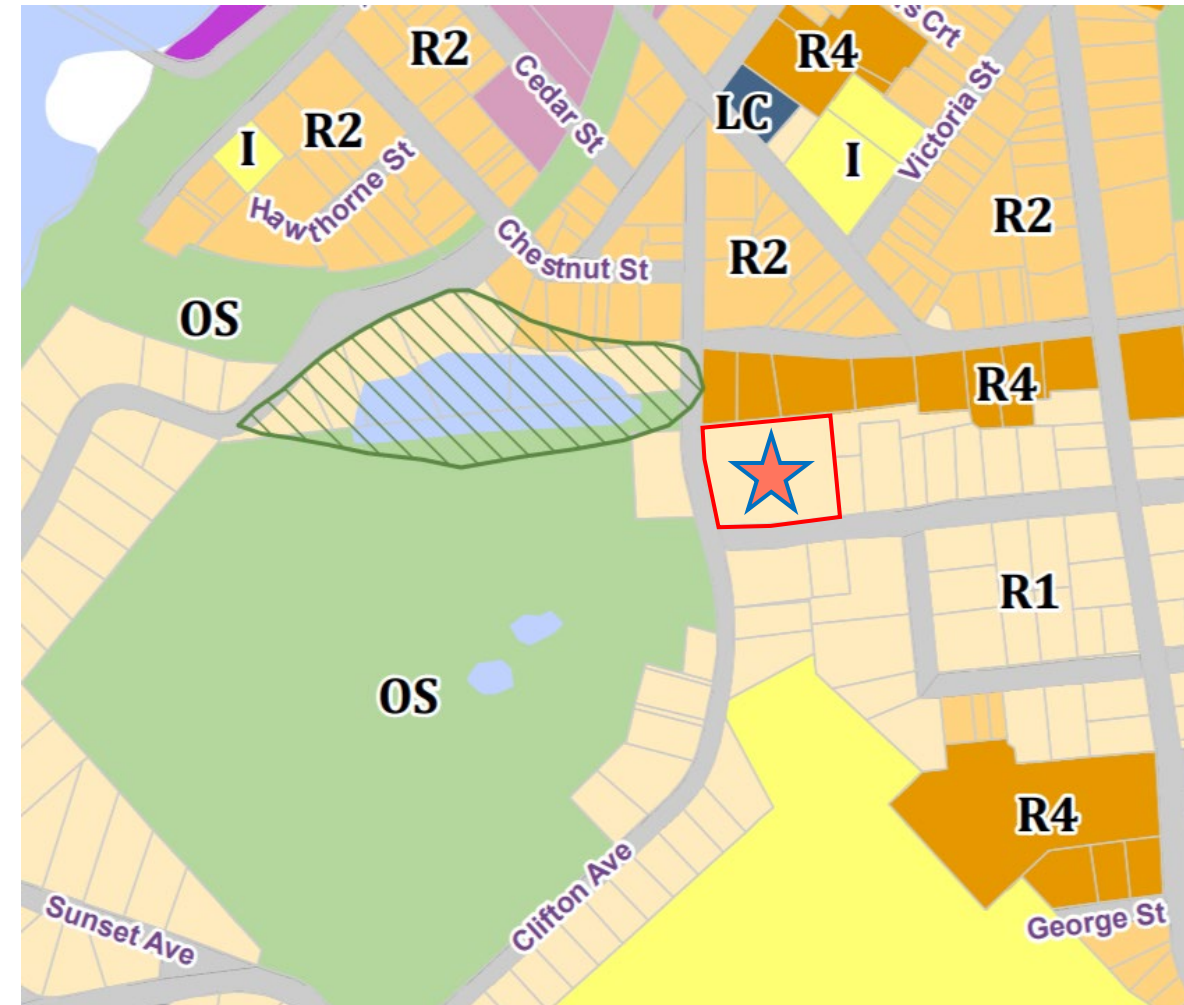 s Crt
R2
R4
Cedar St
LC
Victoria St
I
R2
I
Hawthorne St
R2
Chestnut St
R2
OS
R4
R1
OS
R4
Clifton Ave
Sunset Ave
George St